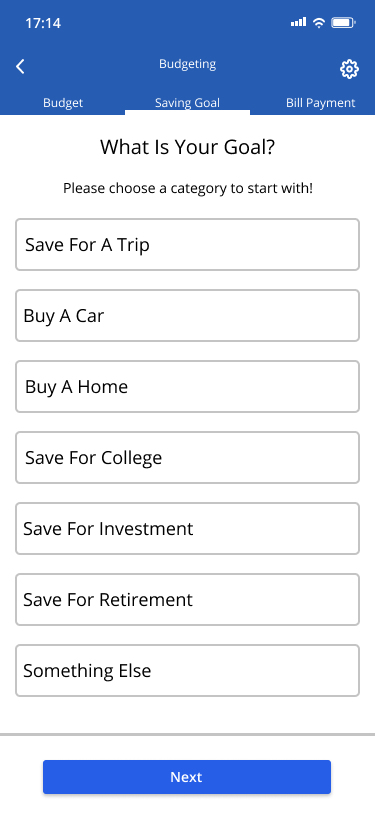 17:14
Budgeting
Budget Saving Goal Bill Payment
What Is Your Goal?
Please choose a category to start with!
Save For A Trip
Buy A Car
Buy A Home
Save For College
Save For Investment
Save For Retirement
Something Else
Next